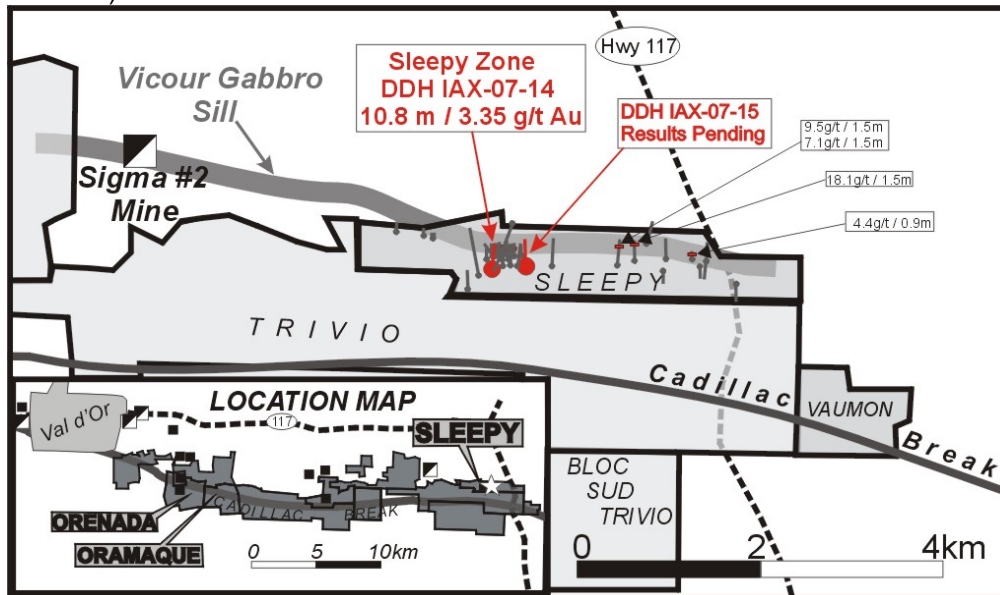 Hwy 117
Sleepy Zone
DDH IAX-07-14
10.8 m / 3.35 g/t Au
Vicour Gabbro
Sill
DDH IAX-07-15
Results Pending
9.5g/t / 1.5m
7.1g/t / 1.5m
18.1g/t / 1.5m
4.4g/t / 0.9m
Sigma #2
Mine
SLEEPY
TRIVIO
Cadillac
Break
VAUMON
BLOC
SUD
TRIVIO
0 2 4km
LOCATION MAP
Val d'Or
117
SLEEPY
CADILLAC BREAK
ORENADA
ORAMAQUE
0 5 10km